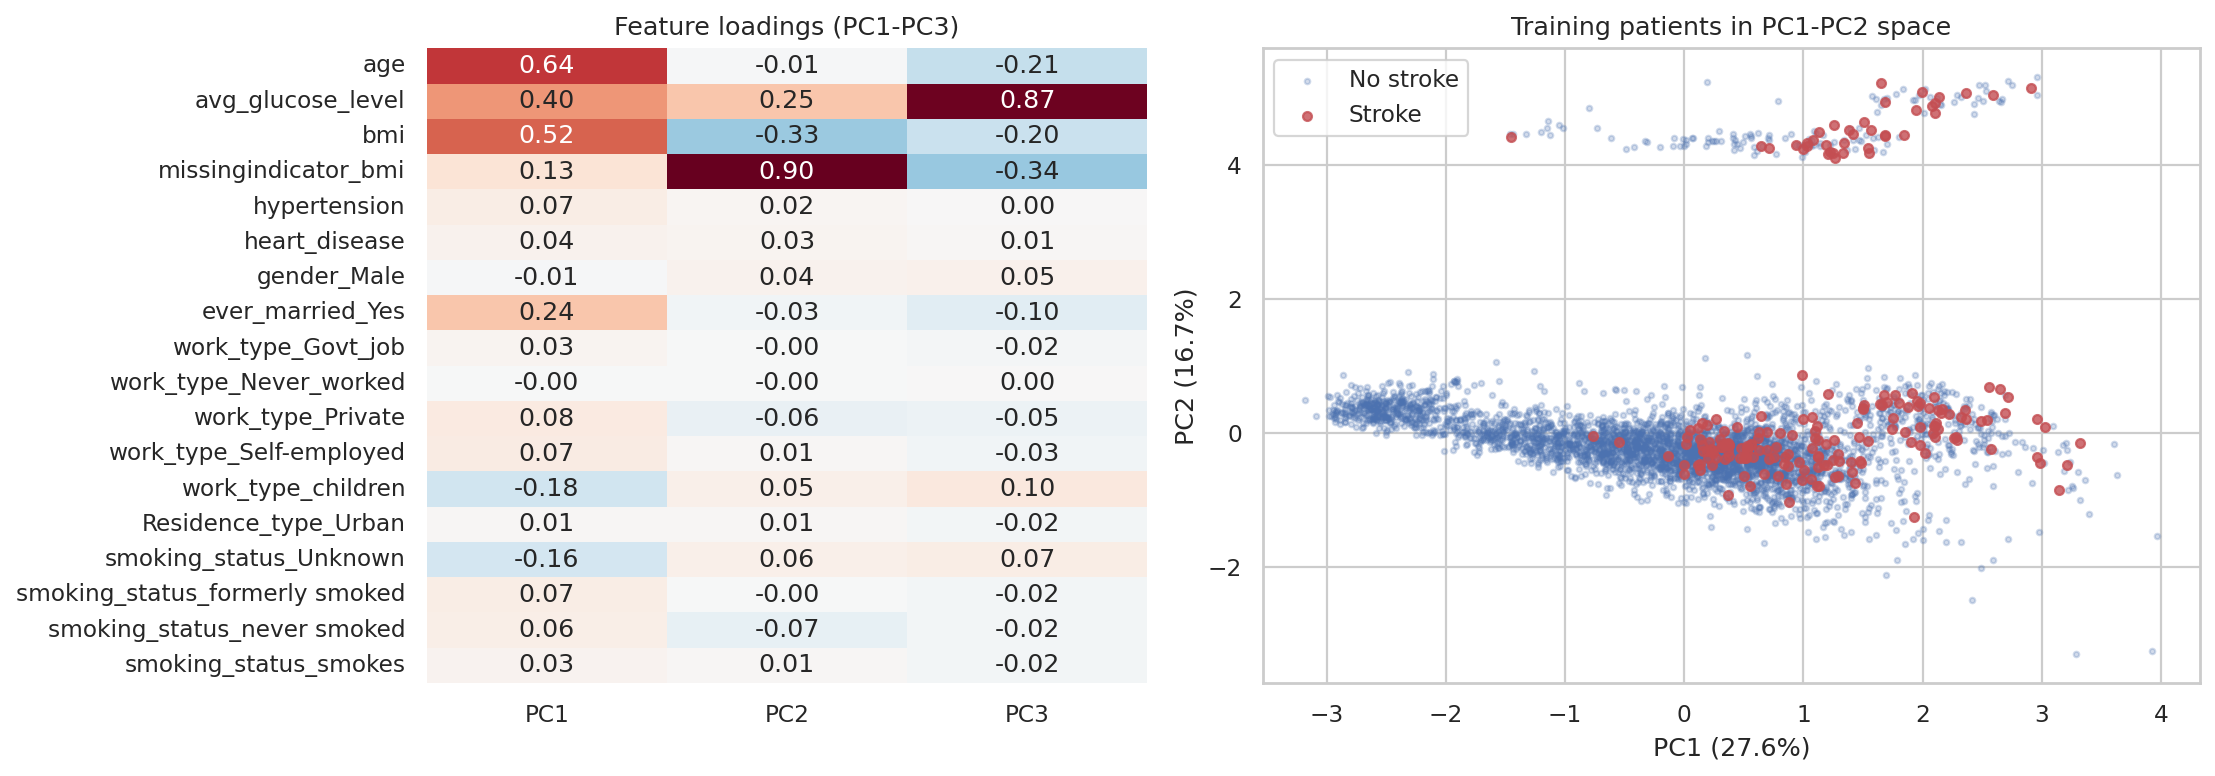 Feature loadings (PC1-PC3)
age 0.64 -0.01 -0.21
avg_glucose_level 0.40 0.25 0.87
bmi 0.52 -0.33 -0.20
missingindicator_bmi 0.13 0.90 -0.34
hypertension 0.07 0.02 0.00
heart_disease 0.04 0.03 0.01
gender_Male -0.01 0.04 0.05
ever_married_Yes 0.24 -0.03 -0.10
work_type_Govt_job 0.03 -0.00 -0.02
work_type_Never_worked -0.00 -0.00 0.00
work_type_Private 0.08 -0.06 -0.05
work_type_Self-employed 0.07 0.01 -0.03
work_type_children -0.18 0.05 0.10
Residence_type_Urban 0.01 0.01 -0.02
smoking_status_Unknown -0.16 0.06 0.07
smoking_status_formerly smoked 0.07 -0.00 -0.02
smoking_status_never smoked 0.06 -0.07 -0.02
smoking_status_smokes 0.03 0.01 -0.02
PC1 PC2 PC3
Training patients in PC1-PC2 space
No stroke
Stroke
PC2 (16.7%)
4
2
0
−2
−3 −2 −1 0 1 2 3 4
PC1 (27.6%)